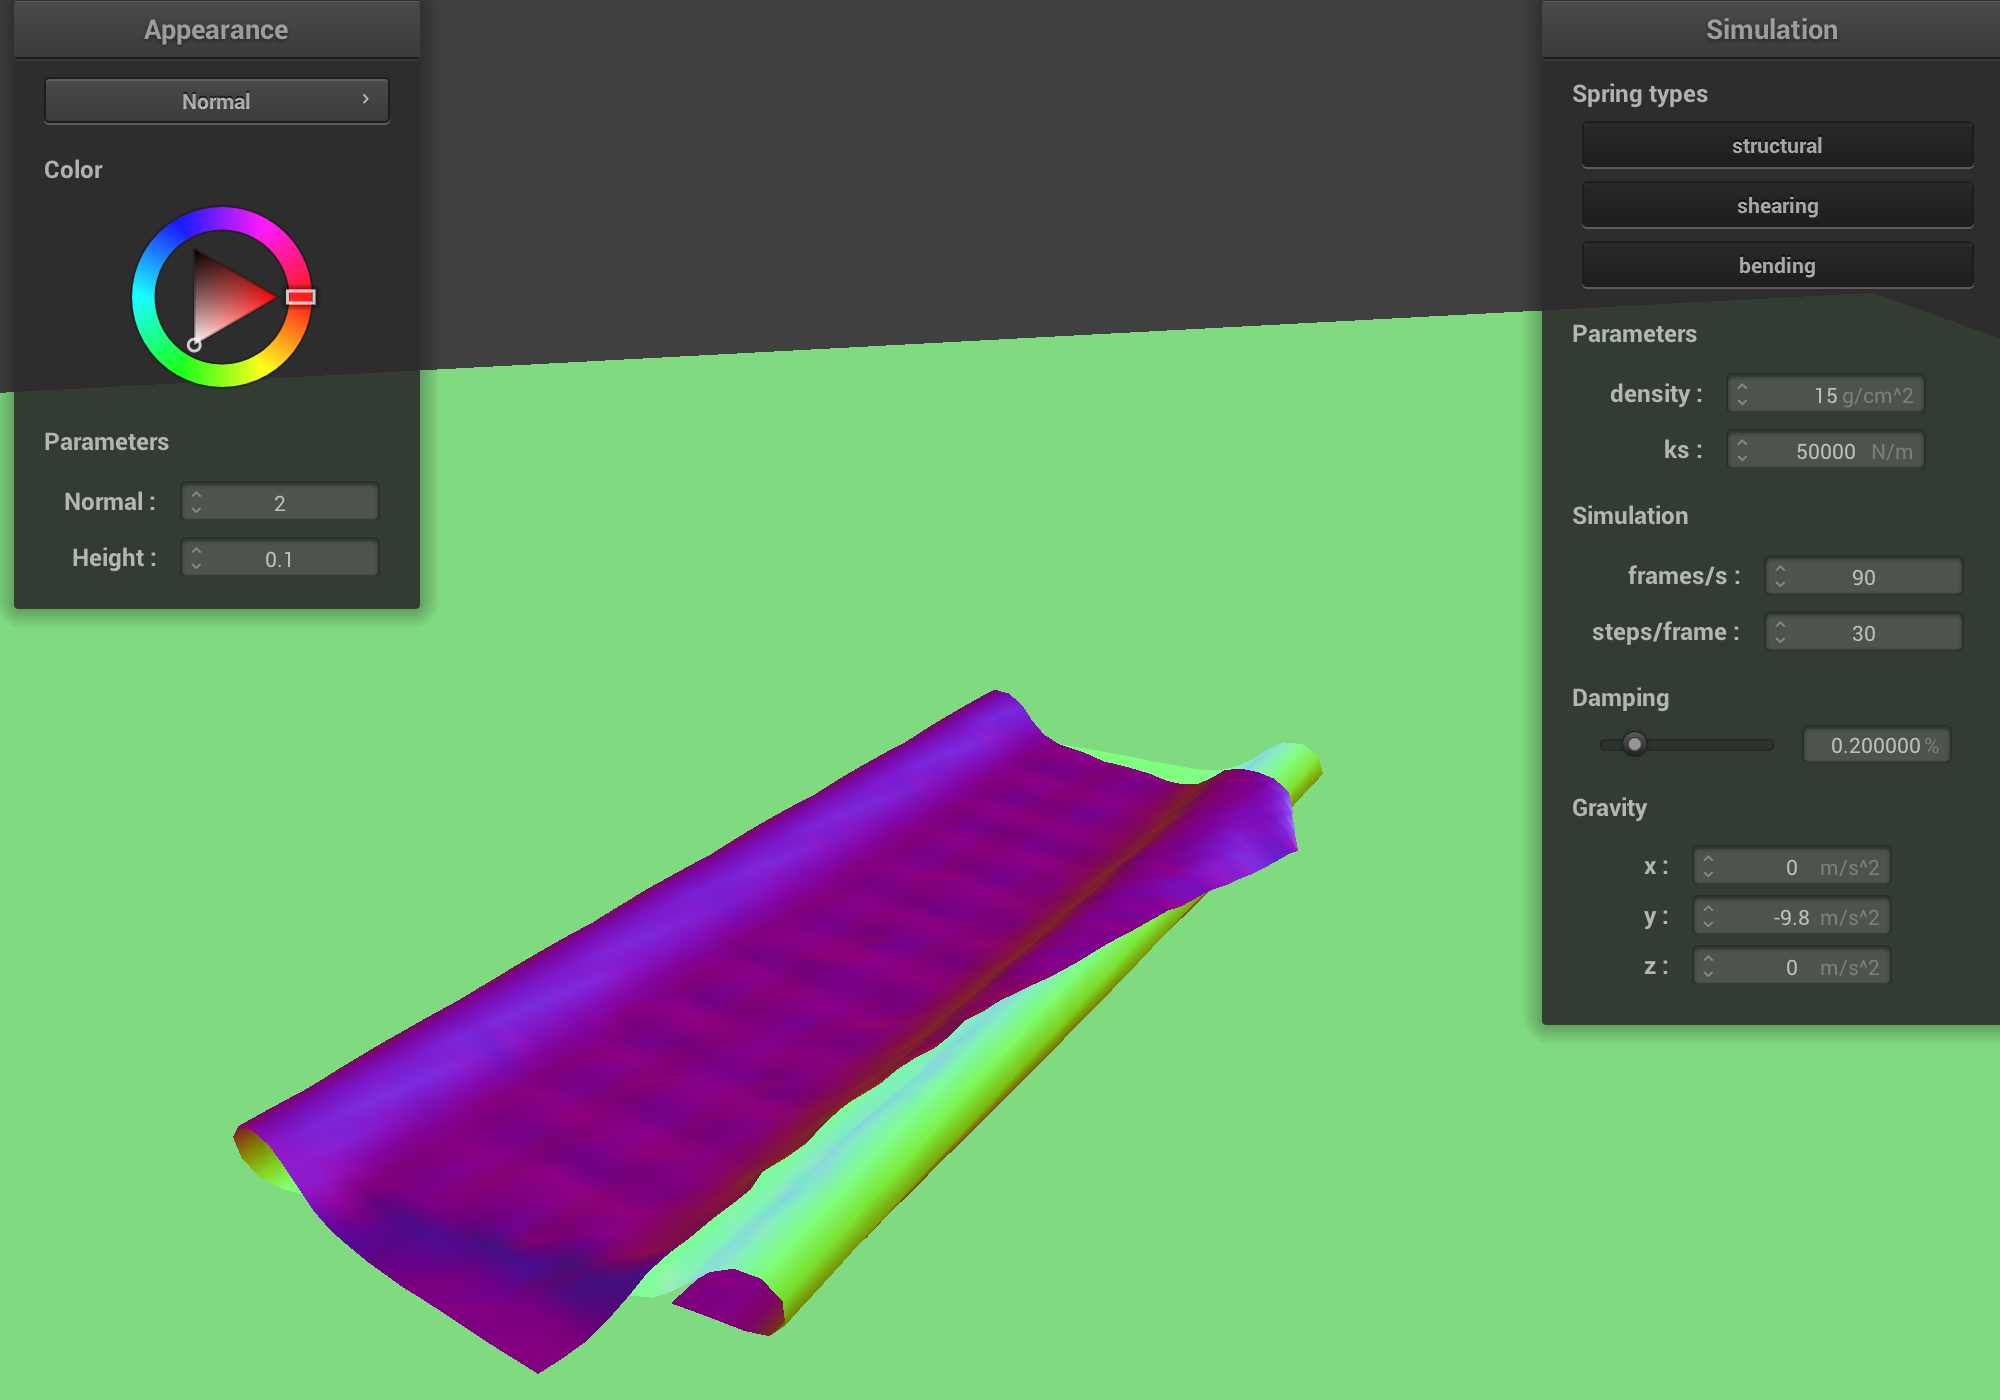 Appearance
Normal
Color
Parameters
Normal : 2
Height : 0.1
Simulation
Spring types
structural
shearing
bending
Parameters
density : 15 g/cm^2
ks : 50000 N/m
Simulation
frames/s : 90
steps/frame : 30
Damping
0.200000 %
Gravity
x : 0 m/s^2
y : -9.8 m/s^2
z : 0 m/s^2